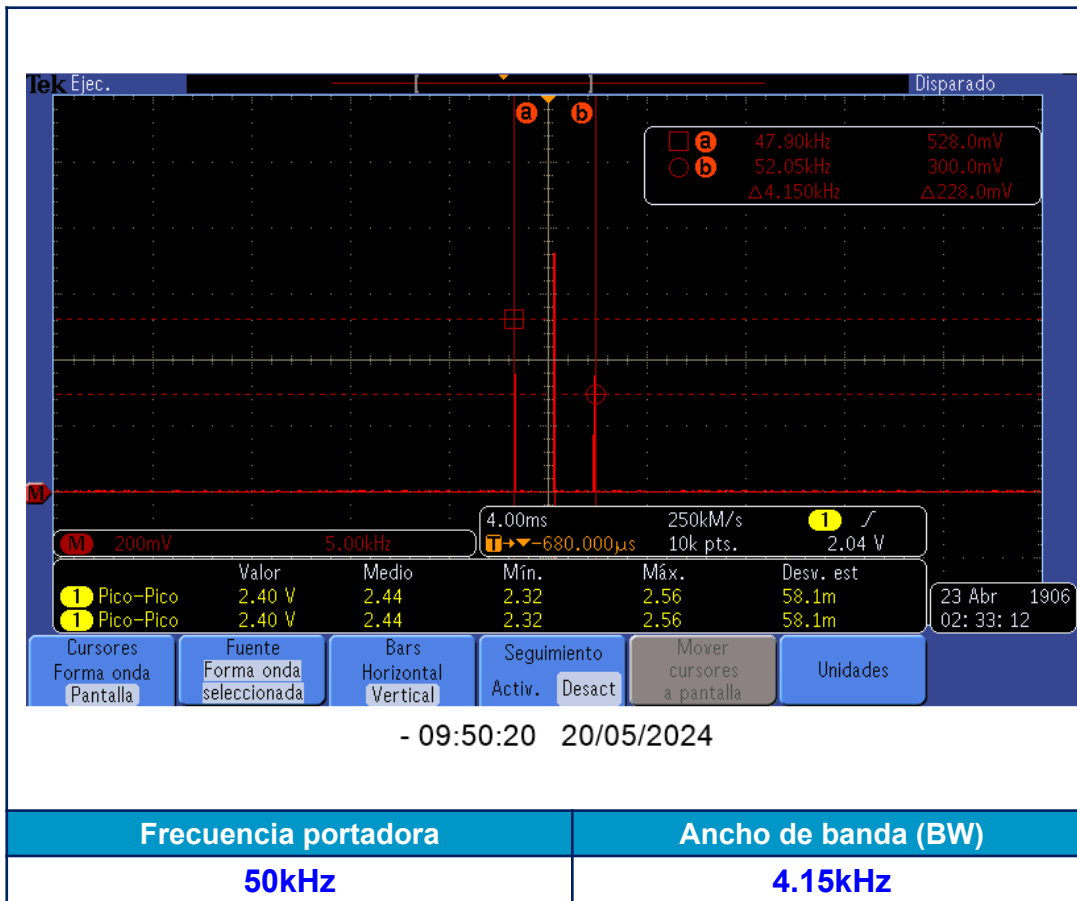 Tek Ejec. Disparado
a b
a 47.90kHz 528.0mV
b 52.05kHz 300.0mV
△4.150kHz △228.0mV
M
4.00ms 250kM/s 1
M 200mV 5.00kHz T→▼-680.000µs 10k pts. 2.04 V
Valor Medio Mín. Máx. Desv. est
1 Pico-Pico 2.40 V 2.44 2.32 2.56 58.1m
1 Pico-Pico 2.40 V 2.44 2.32 2.56 58.1m
23 Abr 1906
02:33:12
Cursores
Forma onda
Pantalla
Fuente
Forma onda
seleccionada
Bars
Horizontal
Vertical
Seguimiento
Activ. Desact
Mover
cursores
a pantalla
Unidades
- 09:50:20 20/05/2024
Frecuencia portadora Ancho de banda (BW)
50kHz 4.15kHz